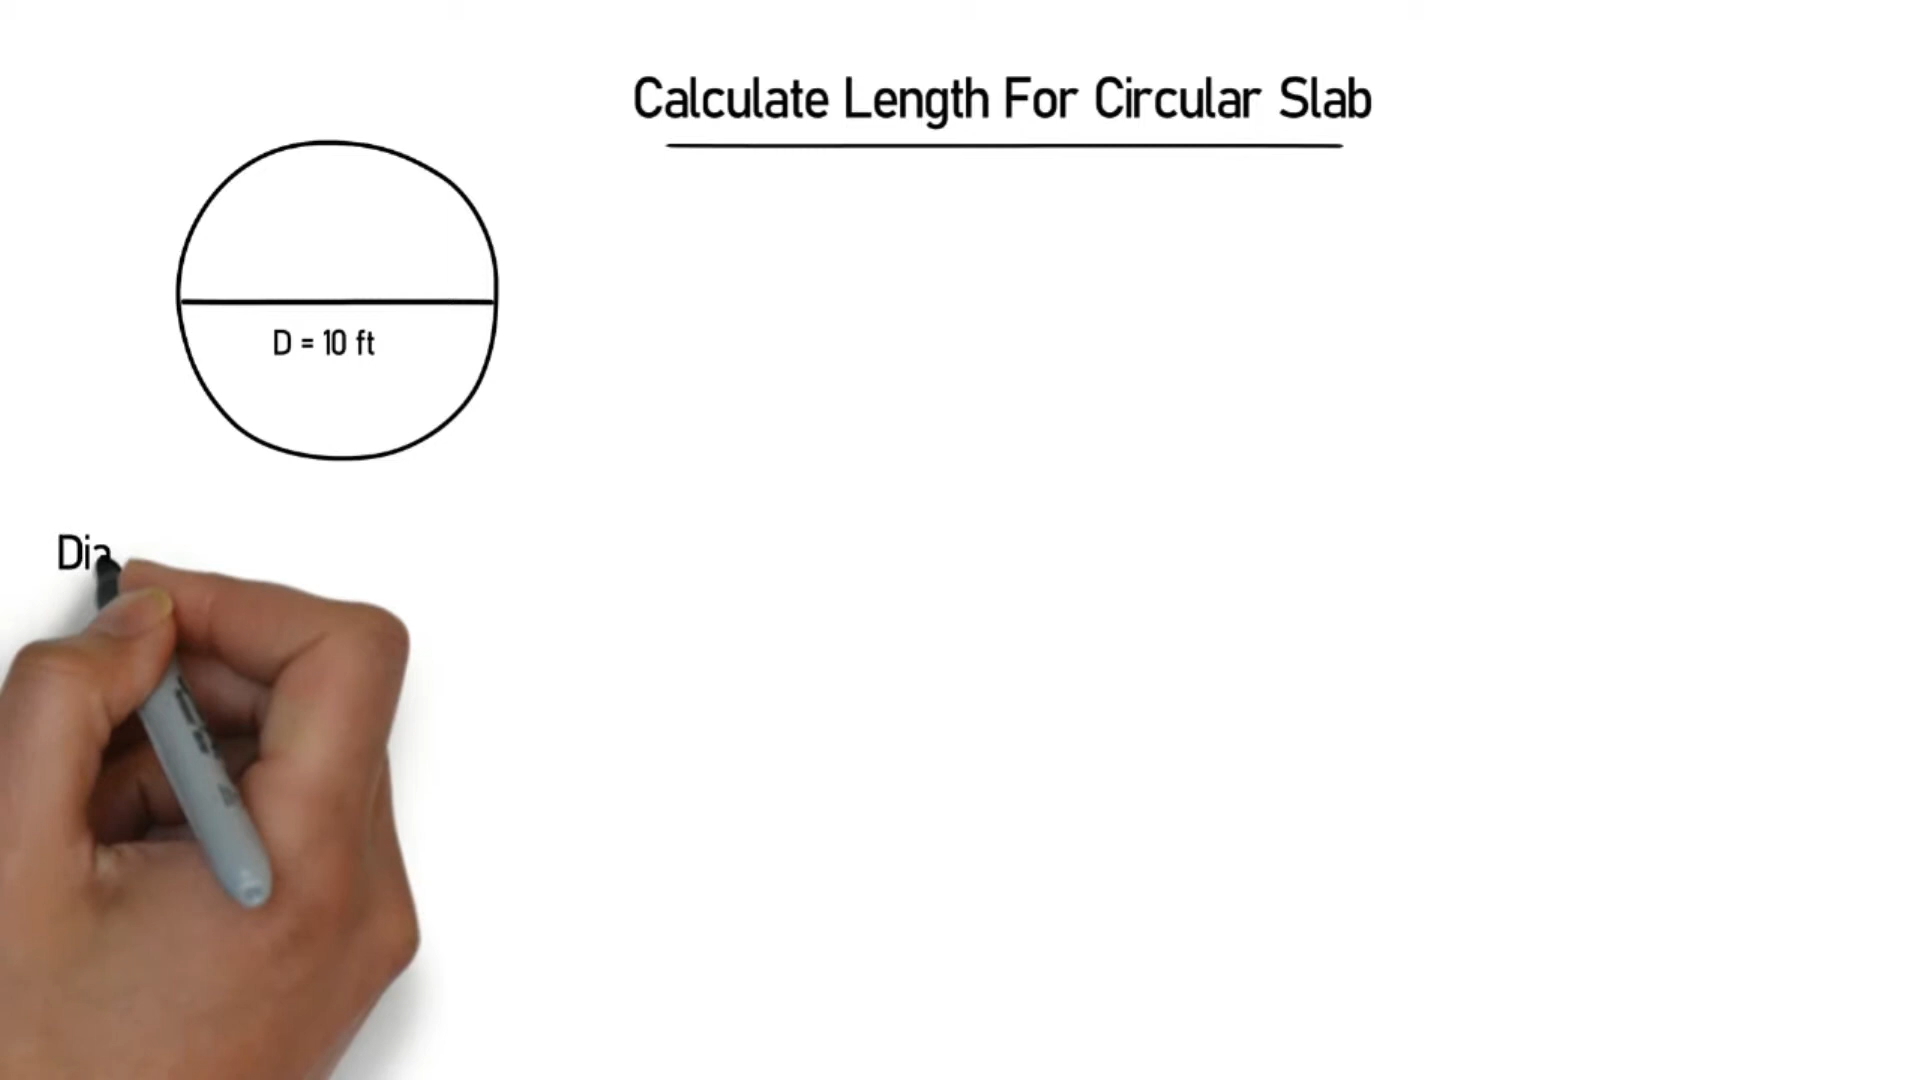 Calculate Length For Circular Slab
D = 10 ft
Dia